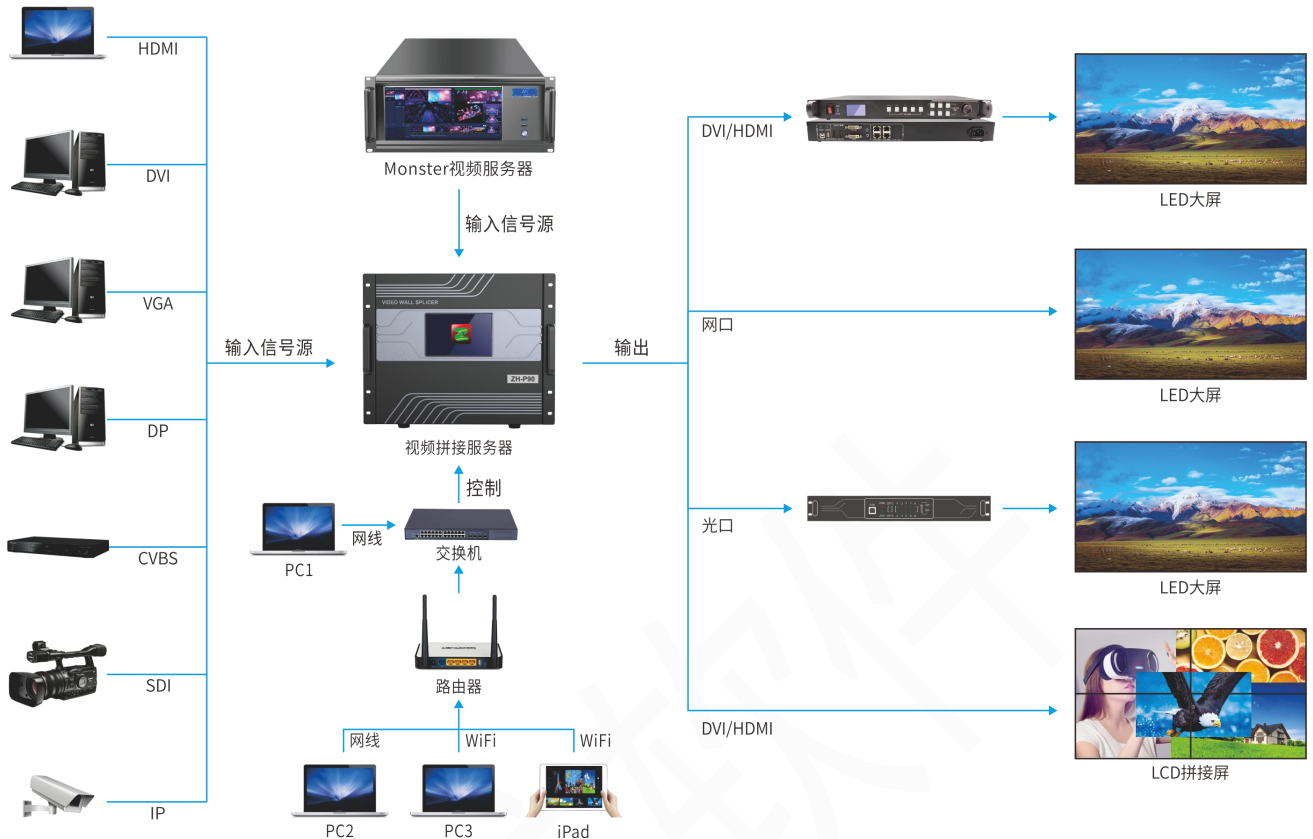 HDMI
DVI
VGA
DP
CVBS
SDI
IP
输入信号源
Monster视频服务器
输入信号源
VIDEO WALL SPLICER
ZH-P90
视频拼接服务器
控制
网线
PC1
交换机
路由器
网线
WiFi
WiFi
PC2
PC3
iPad
输出
DVI/HDMI
LED大屏
网口
LED大屏
光口
LED大屏
DVI/HDMI
LCD拼接屏
软件